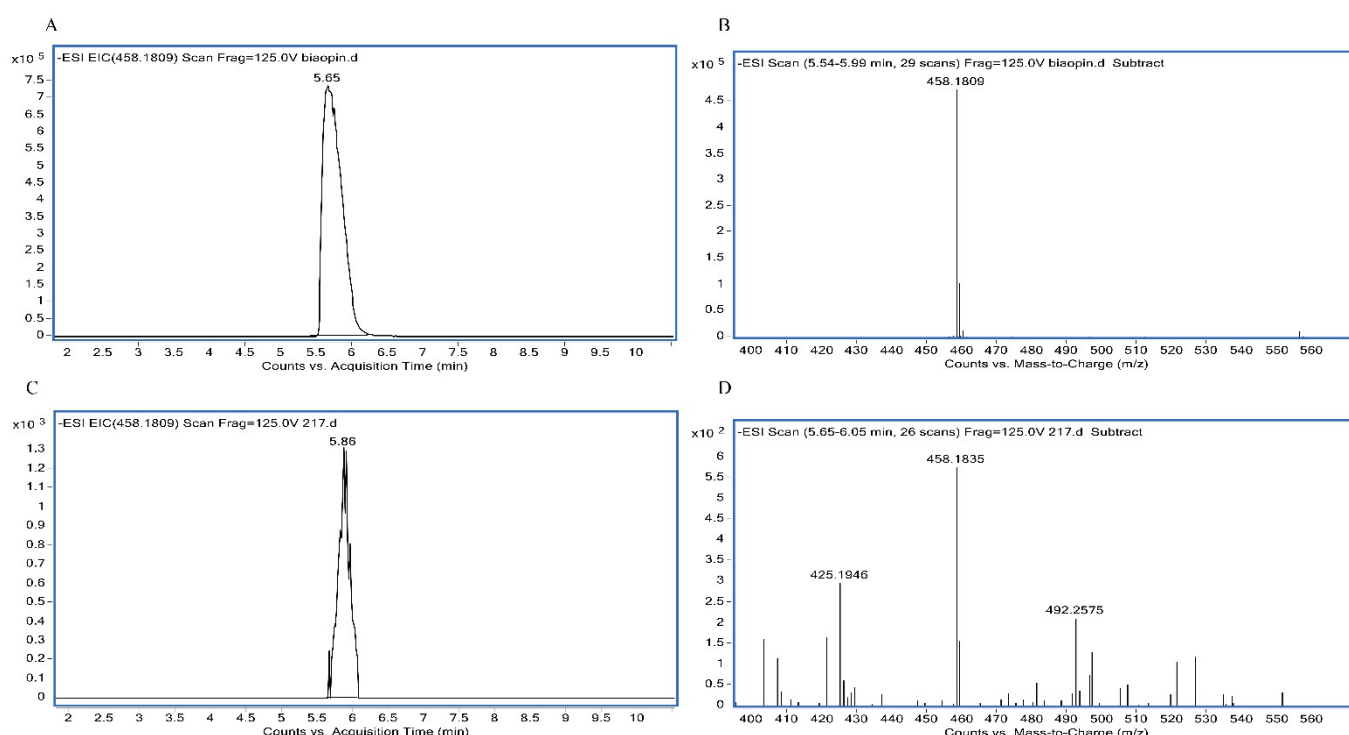 A
-ESI EIC(458.1809) Scan Frag=125.0V biaopin.d
x10 5
5.65
7.5
7
6.5
6
5.5
5
4.5
4
3.5
3
2.5
2
1.5
1
0.5
0
2 2.5 3 3.5 4 4.5 5 5.5 6 6.5 7 7.5 8 8.5 9 9.5 10
Counts vs. Acquisition Time (min)
B
-ESI Scan (5.54-5.99 min, 29 scans) Frag=125.0V biaopin.d Subtract
x10 5
458.1809
4.5
4
3.5
3
2.5
2
1.5
1
0.5
0
400 410 420 430 440 450 460 470 480 490 500 510 520 530 540 550 560
Counts vs. Mass-to-Charge (m/z)
C
-ESI EIC(458.1809) Scan Frag=125.0V 217.d
x10 3
5.86
1.3
1.2
1.1
1
0.9
0.8
0.7
0.6
0.5
0.4
0.3
0.2
0.1
0
2 2.5 3 3.5 4 4.5 5 5.5 6 6.5 7 7.5 8 8.5 9 9.5 10
Counts vs. Acquisition Time (min)
D
-ESI Scan (5.65-6.05 min, 26 scans) Frag=125.0V 217.d Subtract
x10 2
6
458.1835
5.5
5
4.5
4
3.5
3
425.1946
2.5
492.2575
2
1.5
1
0.5
0
400 410 420 430 440 450 460 470 480 490 500 510 520 530 540 550 560
Counts vs. Mass-to-Charge (m/z)